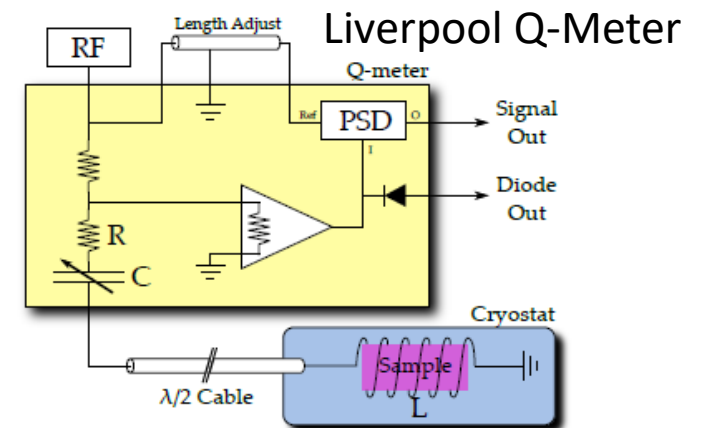 Liverpool Q-Meter
Length Adjust
RF
Q-meter
Ref
PSD
O
I
Signal
Out
Diode
Out
R
C
Cryostat
Sample
L
λ/2 Cable